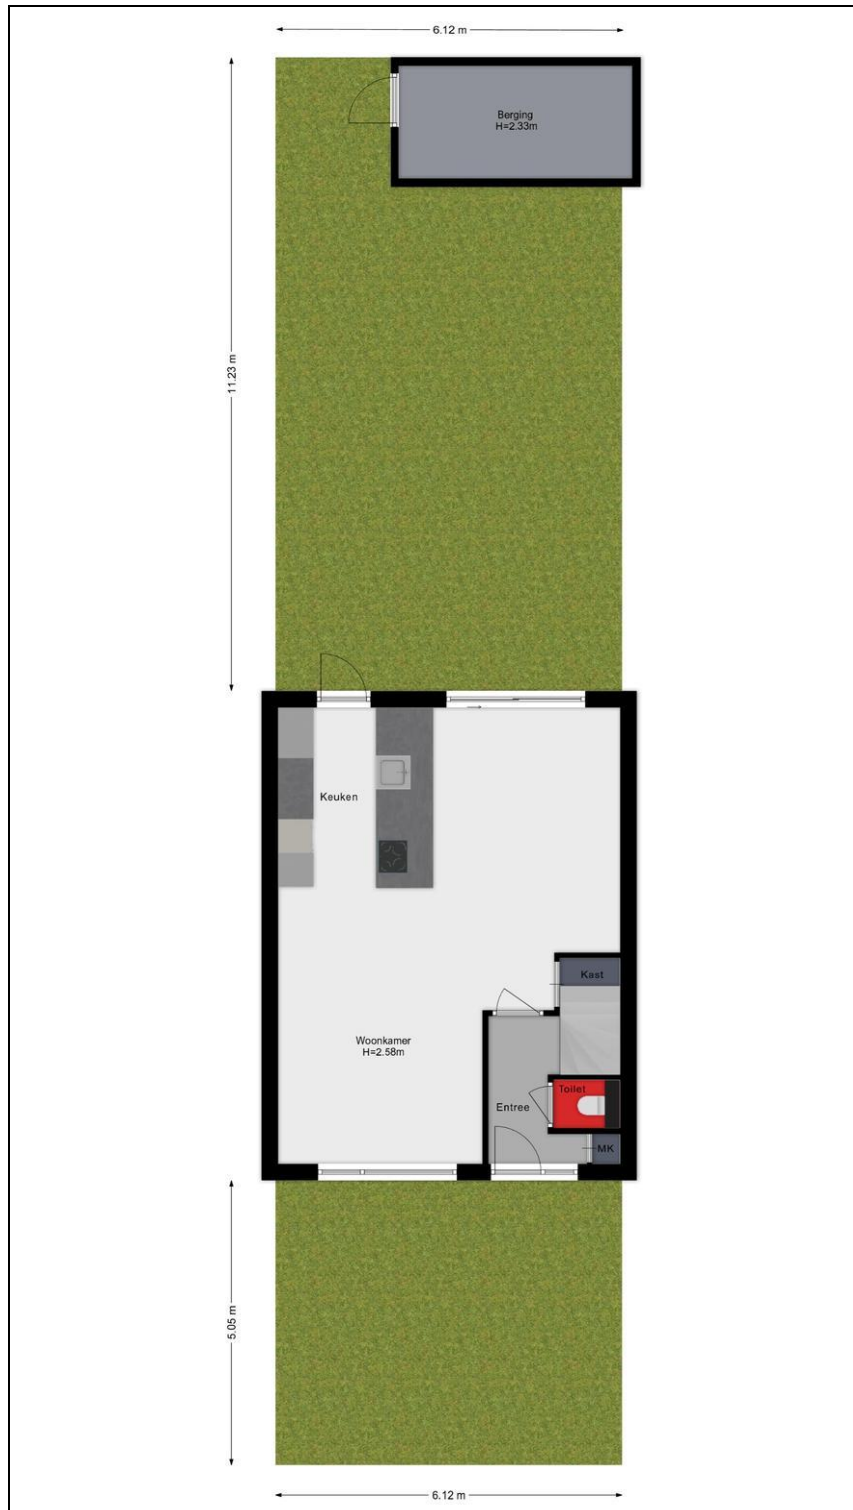 6.12 m
Berging
H=2.33m
11.23 m
Keuken
Kast
Woonkamer
H=2.58m
Toilet
Entree
MK
5.05 m
6.12 m